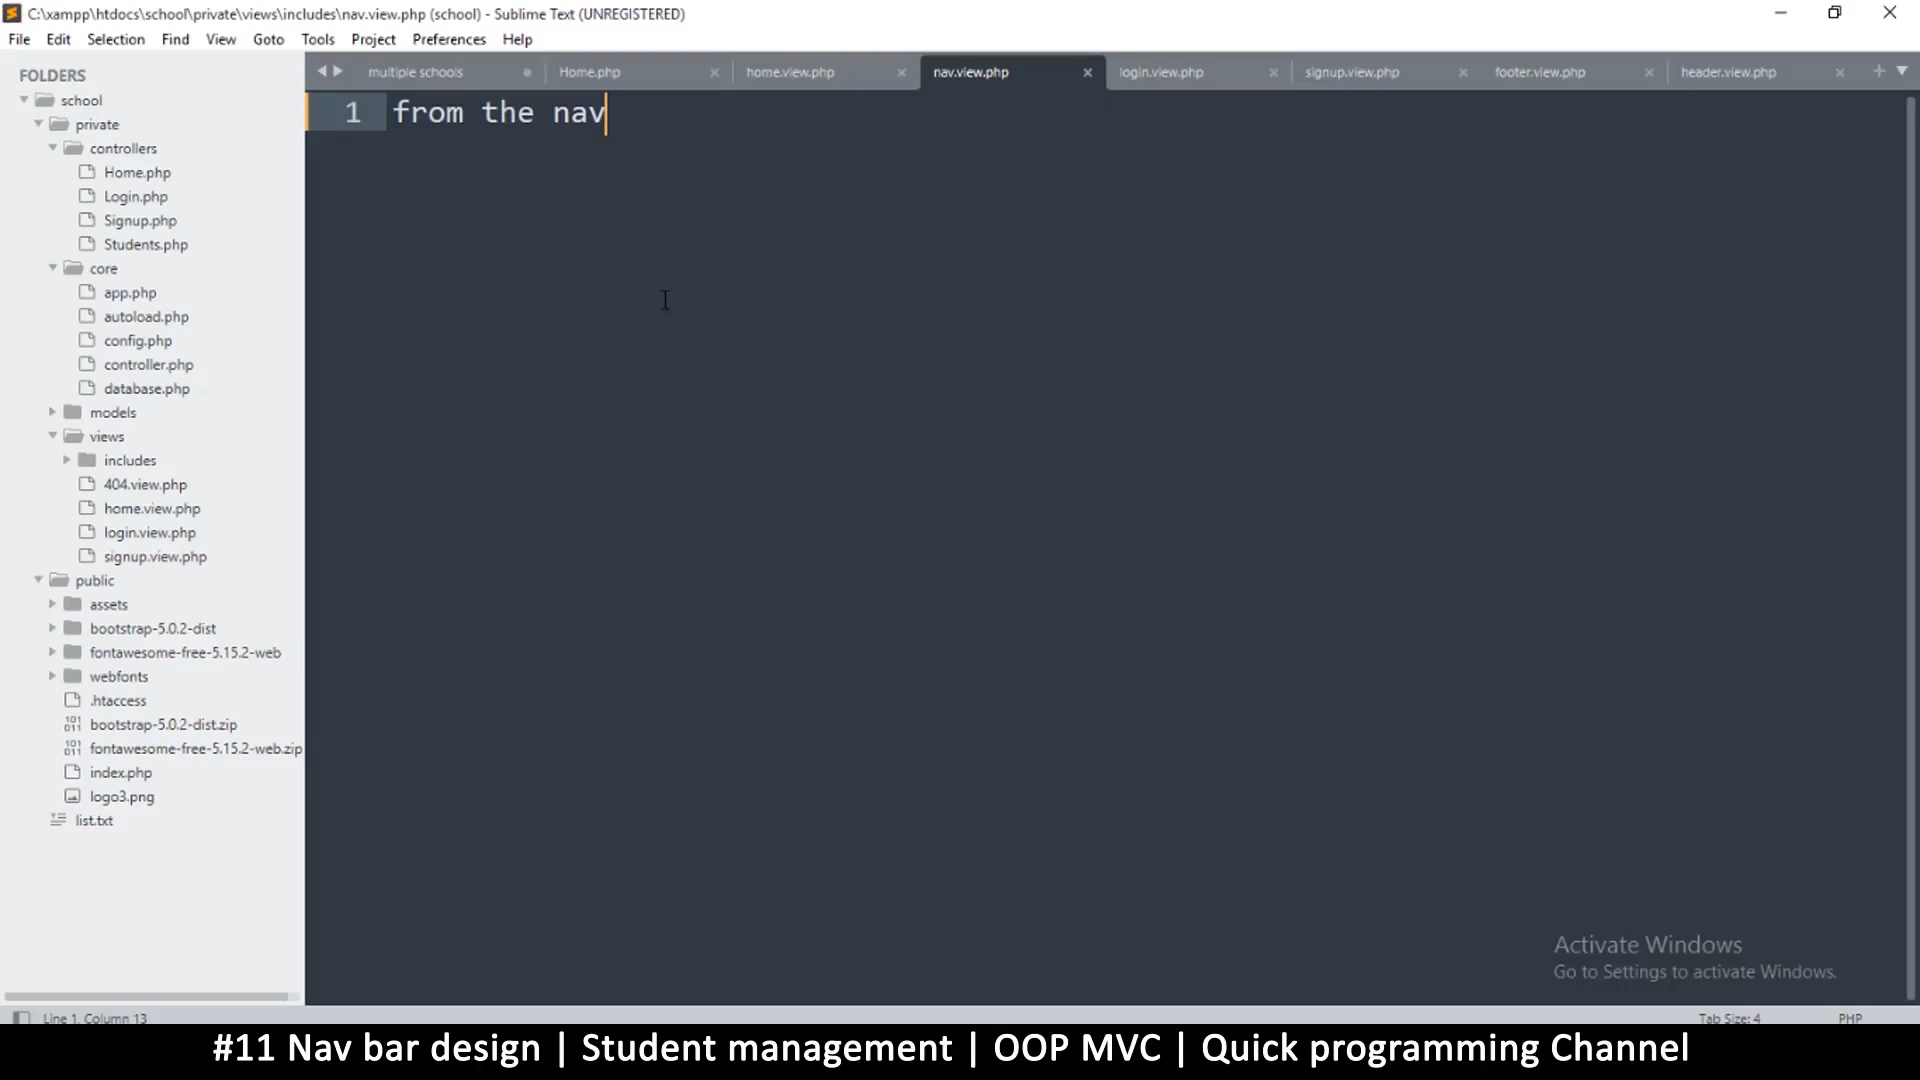 C:\xampp\htdocs\school\private\views\includes\nav.view.php (school) - Sublime Text (UNREGISTERED)
File Edit Selection Find View Goto Tools Project Preferences Help
FOLDERS
school
private
controllers
Home.php
Login.php
Signup.php
Students.php
core
app.php
autoload.php
config.php
controller.php
database.php
models
views
includes
404.view.php
home.view.php
login.view.php
signup.view.php
public
assets
bootstrap-5.0.2-dist
fontawesome-free-5.15.2-web
webfonts
.htaccess
bootstrap-5.0.2-dist.zip
fontawesome-free-5.15.2-web.zip
index.php
logo3.png
list.txt
multiple schools Home.php home.view.php nav.view.php login.view.php signup.view.php footer.view.php header.view.php
1 from the nav
Activate Windows
Go to Settings to activate Windows.
Line 1, Column 13 Tab Size: 4 PHP
#11 Nav bar design | Student management | OOP MVC | Quick programming Channel